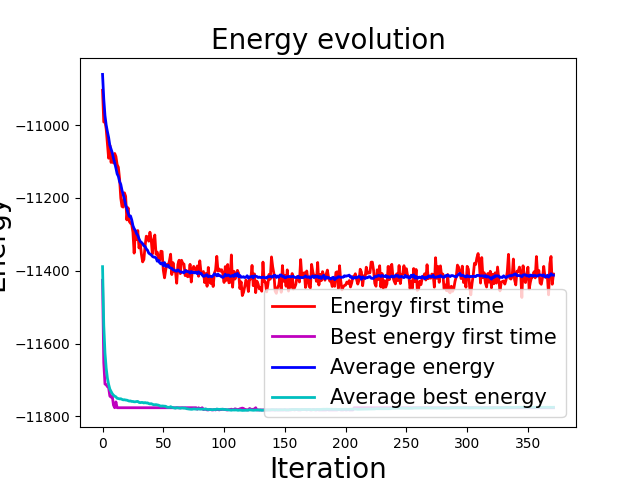 Energy evolution
Energy
−11000
−11200
−11400
−11600
−11800
Energy first time
Best energy first time
Average energy
Average best energy
0 50 100 150 200 250 300 350
Iteration